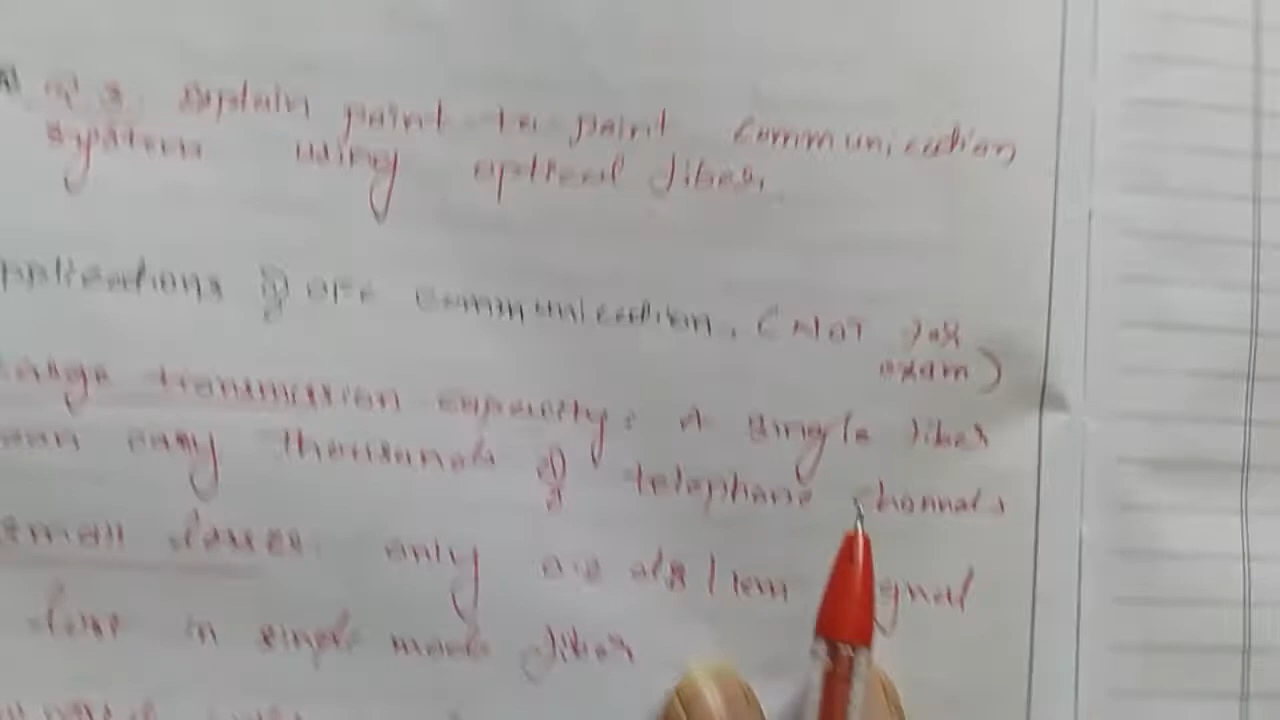 Q 3. Explain point to point communication
system using optical fiber.
applications of OFC communication. (NOT for
exam)
Large transmission capacity: A single fiber
can easy thousands of telephone channels
small losses only 0.2 db/km signal
loss in single mode fiber